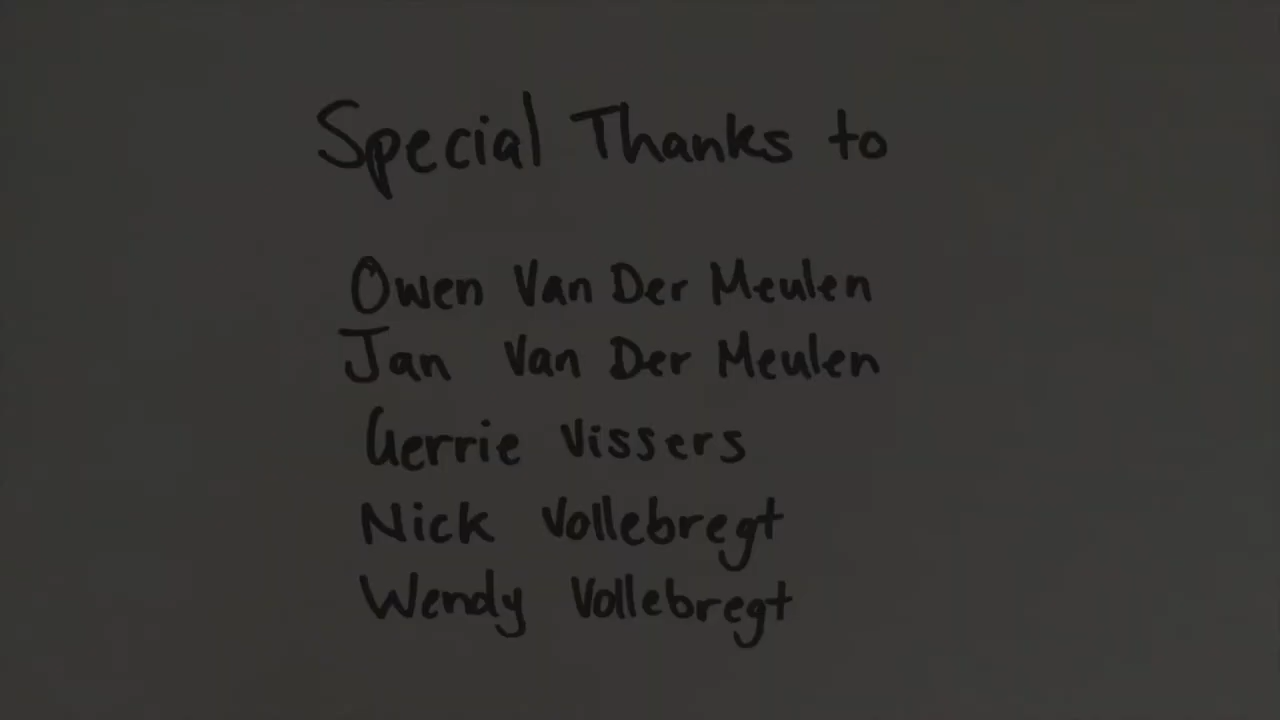 Special Thanks to
Owen Van Der Meulen
Jan Van Der Meulen
Gerrie Vissers
Nick Vollebregt
Wendy Vollebregt